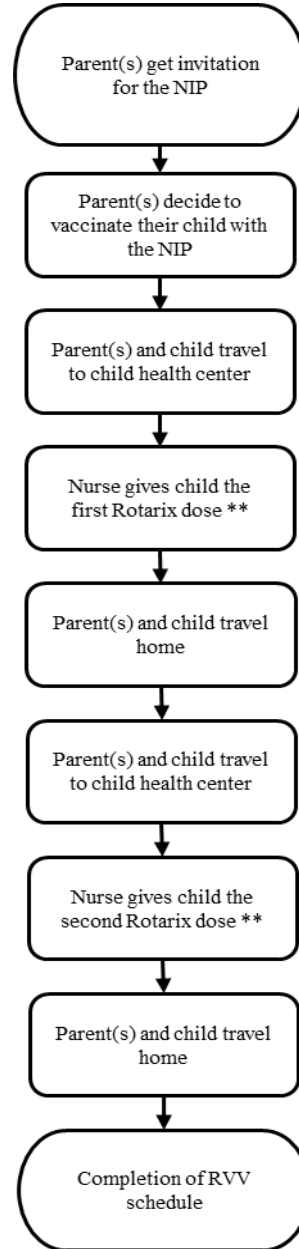 Parent(s) get invitation
for the NIP
Parent(s) decide to
vaccinate their child with
the NIP
Parent(s) and child travel
to child health center
Nurse gives child the
first Rotarix dose **
Parent(s) and child travel
home
Parent(s) and child travel
to child health center
Nurse gives child the
second Rotarix dose **
Parent(s) and child travel
home
Completion of RVV
schedule